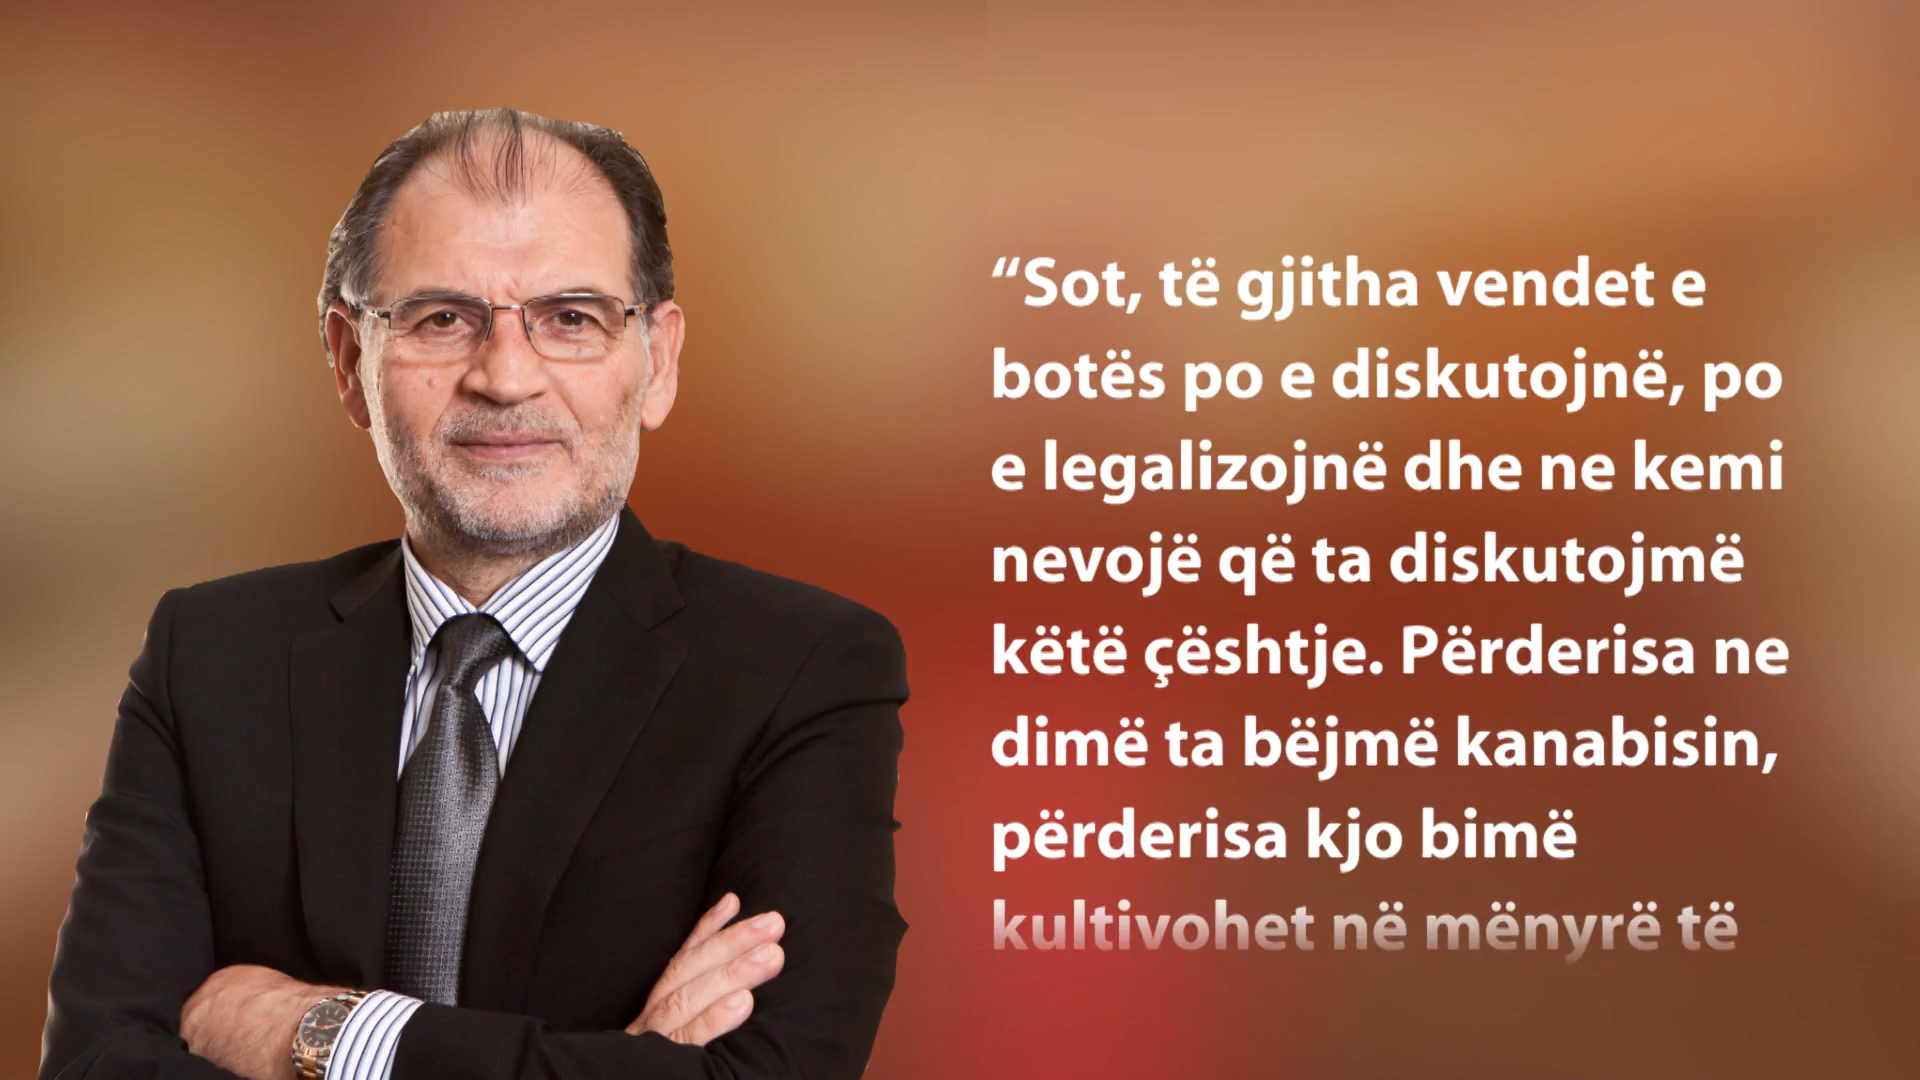 “Sot, të gjitha vendet e
botës po e diskutojnë, po
e legalizojnë dhe ne kemi
nevojë që ta diskutojmë
këtë çështje. Përderisa ne
dimë ta bëjmë kanabisin,
përderisa kjo bimë
kultivohet në mënyrë të